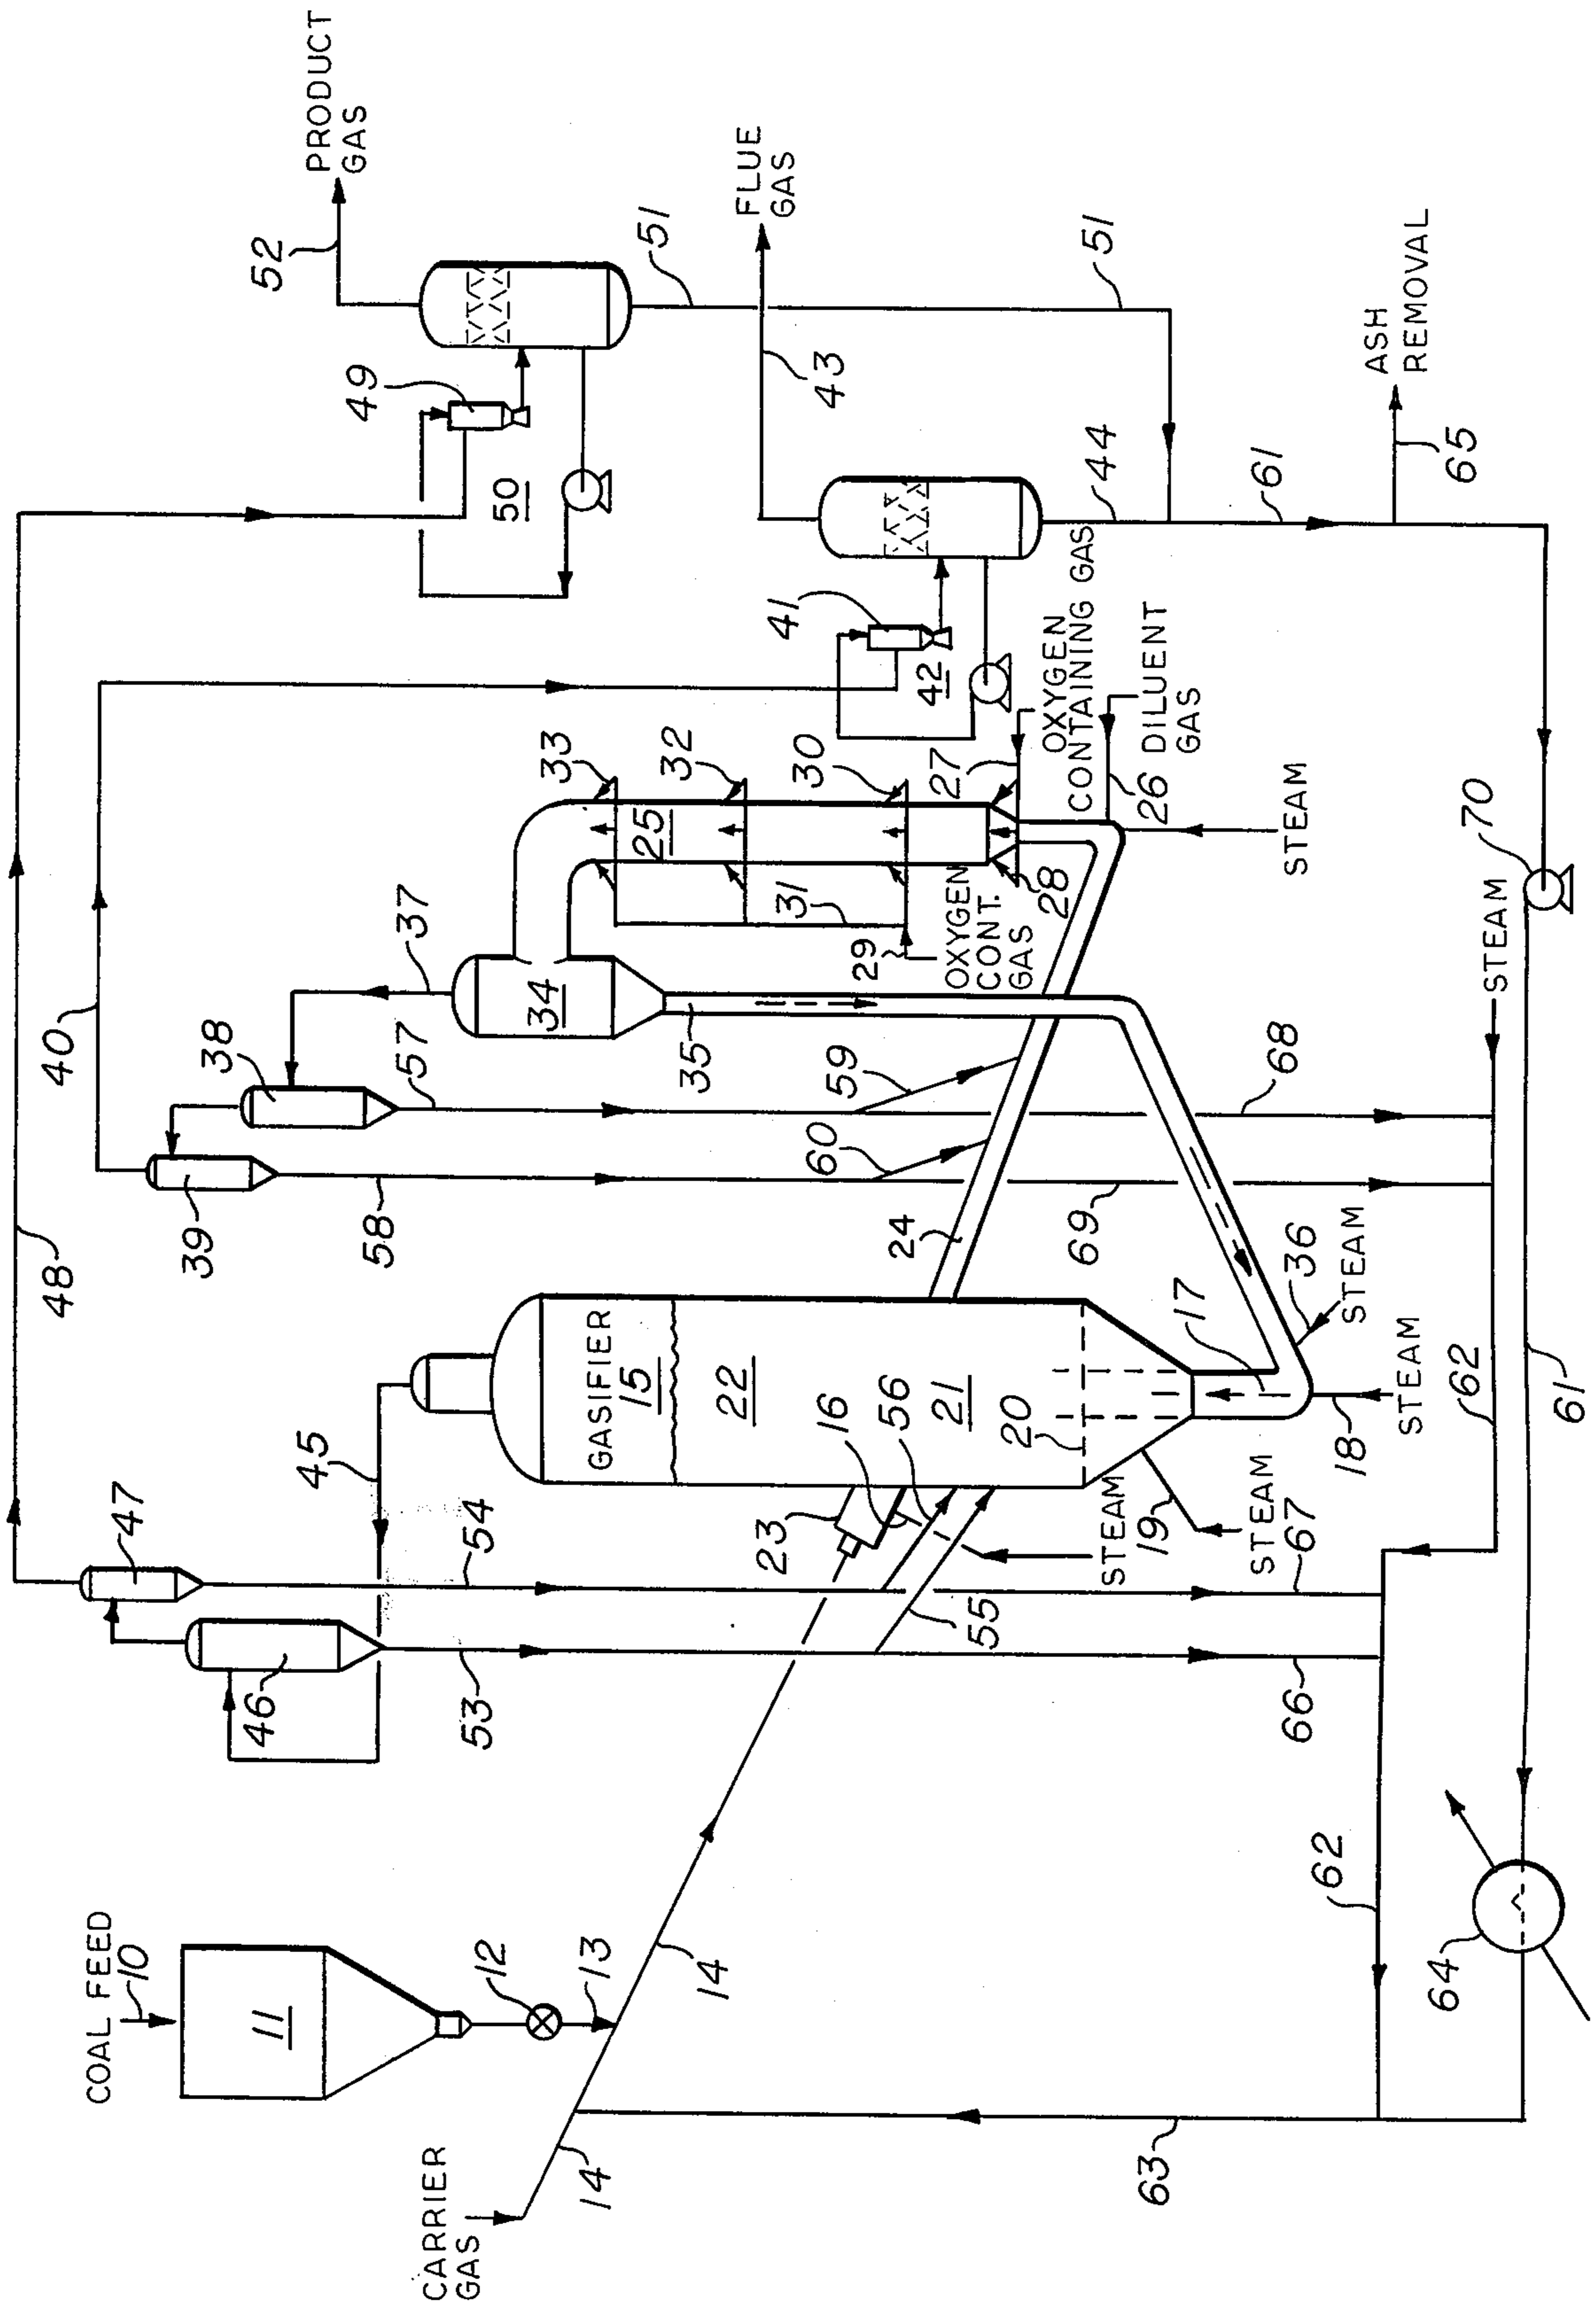 COAL FEED
10
11
12
13
14
14
14
CARRIER
GAS
63
48
40
47
46
45
39
38
37
34
33
32
30
25
31
29
OXYGEN
CONT.
GAS
28
27
OXYGEN
CONTAINING GAS
26
DILUENT
GAS
STEAM
52
PRODUCT
GAS
49
50
51
51
FLUE
GAS
43
41
42
44
61
65
ASH
REMOVAL
53
54
58
57
35
59
60
24
GASIFIER
15
22
16
56
21
20
23
55
17
STEAM
19
STEAM
18
STEAM
36
STEAM
66
67
69
68
62
62
STEAM
70
64
61